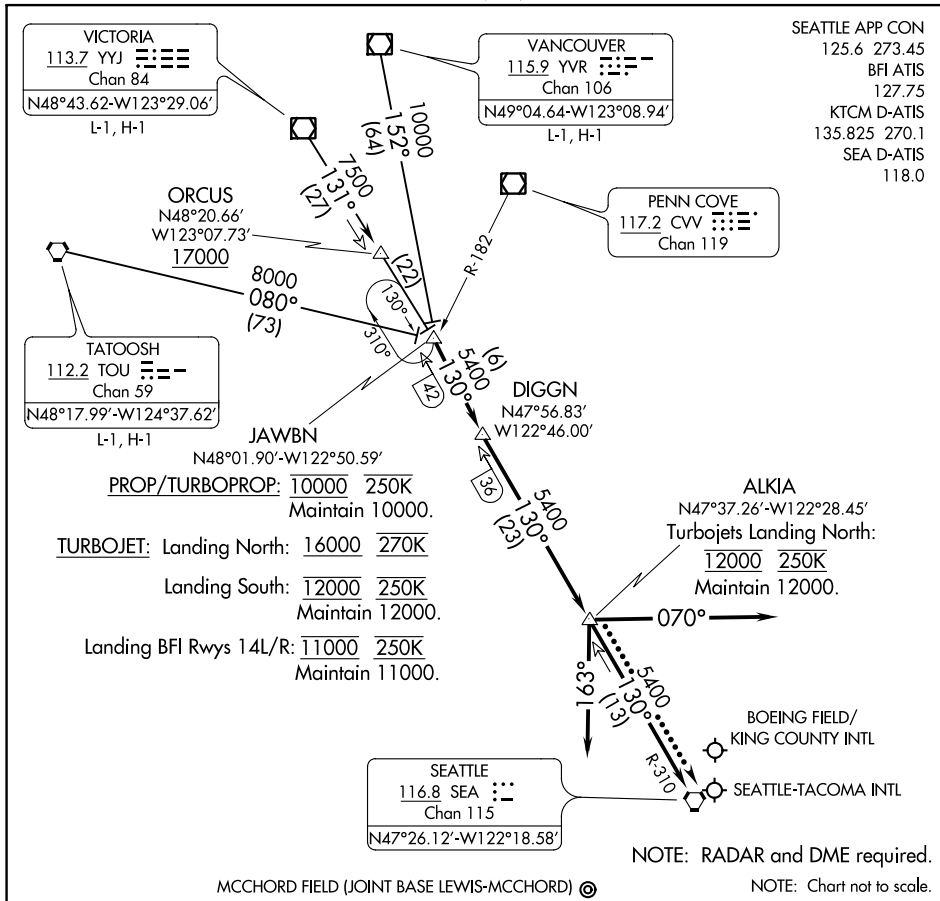 VICTORIA
113.7 YYJ
Chan 84
N48°43.62-W123°29.06′
L-1, H-1
VANCOUVER
115.9 YVR
Chan 106
N49°04.64-W123°08.94′
L-1, H-1
SEATTLE APP CON
125.6 273.45
BFI ATIS
127.75
KTCM D-ATIS
135.825 270.1
SEA D-ATIS
118.0
10000
152°
(64)
7500
131°
(27)
PENN COVE
117.2 CVV
Chan 119
R-182
ORCUS
N48°20.66′
W123°07.73′
17000
(22)
8000
080°
(73)
130°
310°
TATOOSH
112.2 TOU
Chan 59
N48°17.99′-W124°37.62′
L-1, H-1
(6)
5400
130°
42
DIGGN
N47°56.83′
W122°46.00′
36
JAWBN
N48°01.90′-W122°50.59′
PROP/TURBOPROP: 10000 250K
Maintain 10000.
TURBOJET: Landing North: 16000 270K
Landing South: 12000 250K
Maintain 12000.
Landing BFI Rwys 14L/R: 11000 250K
Maintain 11000.
5400
130°
(23)
ALKIA
N47°37.26′-W122°28.45′
Turbojets Landing North:
12000 250K
Maintain 12000.
070°
163°
5400
130°
(13)
R-310
BOEING FIELD/
KING COUNTY INTL
SEATTLE-TACOMA INTL
SEATTLE
116.8 SEA
Chan 115
N47°26.12′-W122°18.58′
NOTE: RADAR and DME required.
MCCHORD FIELD (JOINT BASE LEWIS-MCCHORD)
NOTE: Chart not to scale.